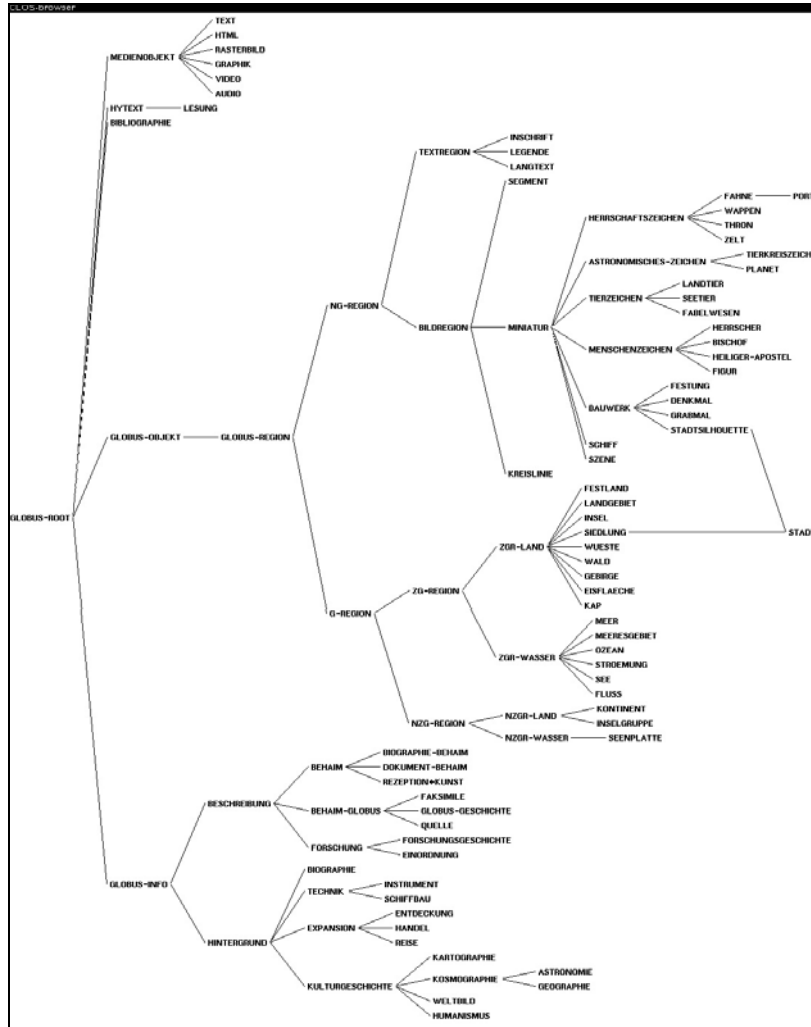 CLOS-Browser
TEXT
HTML
RASTERBILD
MEDIENOBJEKT
GRAPHIK
VIDEO
AUDIO
HYTEXT
LESUNG
BIBLIOGRAPHIE
INSCHRIFT
TEXTREGION
LEGENDE
LANGTEXT
SEGMENT
FAHNE
POR
WAPPEN
HERRSCHAFTSZEICHEN
THRON
ZELT
TIERKREISZEICH
ASTRONOMISCHES-ZEICHEN
PLANET
LANDTIER
TIERZEICHEN
SEETIER
NG-REGION
FABELWESEN
BILDREGION
MINIATUR
HERRSCHER
BISCHOF
MENSCHENZEICHEN
HEILIGER-APOSTEL
FIGUR
FESTUNG
DENKMAL
BAUWERK
GRABMAL
STADTSILHOUETTE
GLOBUS-OBJEKT
GLOBUS-REGION
SCHIFF
SZENE
KREISLINIE
FESTLAND
LANDGEBIET
GLOBUS-ROOT
INSEL
SIEDLUNG
STAD
ZGR-LAND
WUESTE
WALD
GEBIRGE
ZG-REGION
EISFLAECHE
KAP
G-REGION
MEER
MEERESGEBIET
OZEAN
ZGR-WASSER
STROEMUNG
SEE
FLUSS
KONTINENT
NZGR-LAND
NZG-REGION
INSELGRUPPE
NZGR-WASSER
SEENPLATTE
BIOGRAPHIE-BEHAIM
BEHAIM
DOKUMENT-BEHAIM
REZEPTION+KUNST
FAKSIMILE
BESCHREIBUNG
BEHAIM-GLOBUS
GLOBUS-GESCHICHTE
QUELLE
FORSCHUNGSGESCHICHTE
FORSCHUNG
EINORDNUNG
BIOGRAPHIE
GLOBUS-INFO
INSTRUMENT
TECHNIK
SCHIFFBAU
ENTDECKUNG
EXPANSION
HANDEL
HINTERGRUND
REISE
KARTOGRAPHIE
ASTRONOMIE
KOSMOGRAPHIE
KULTURGESCHICHTE
GEOGRAPHIE
WELTBILD
HUMANISMUS